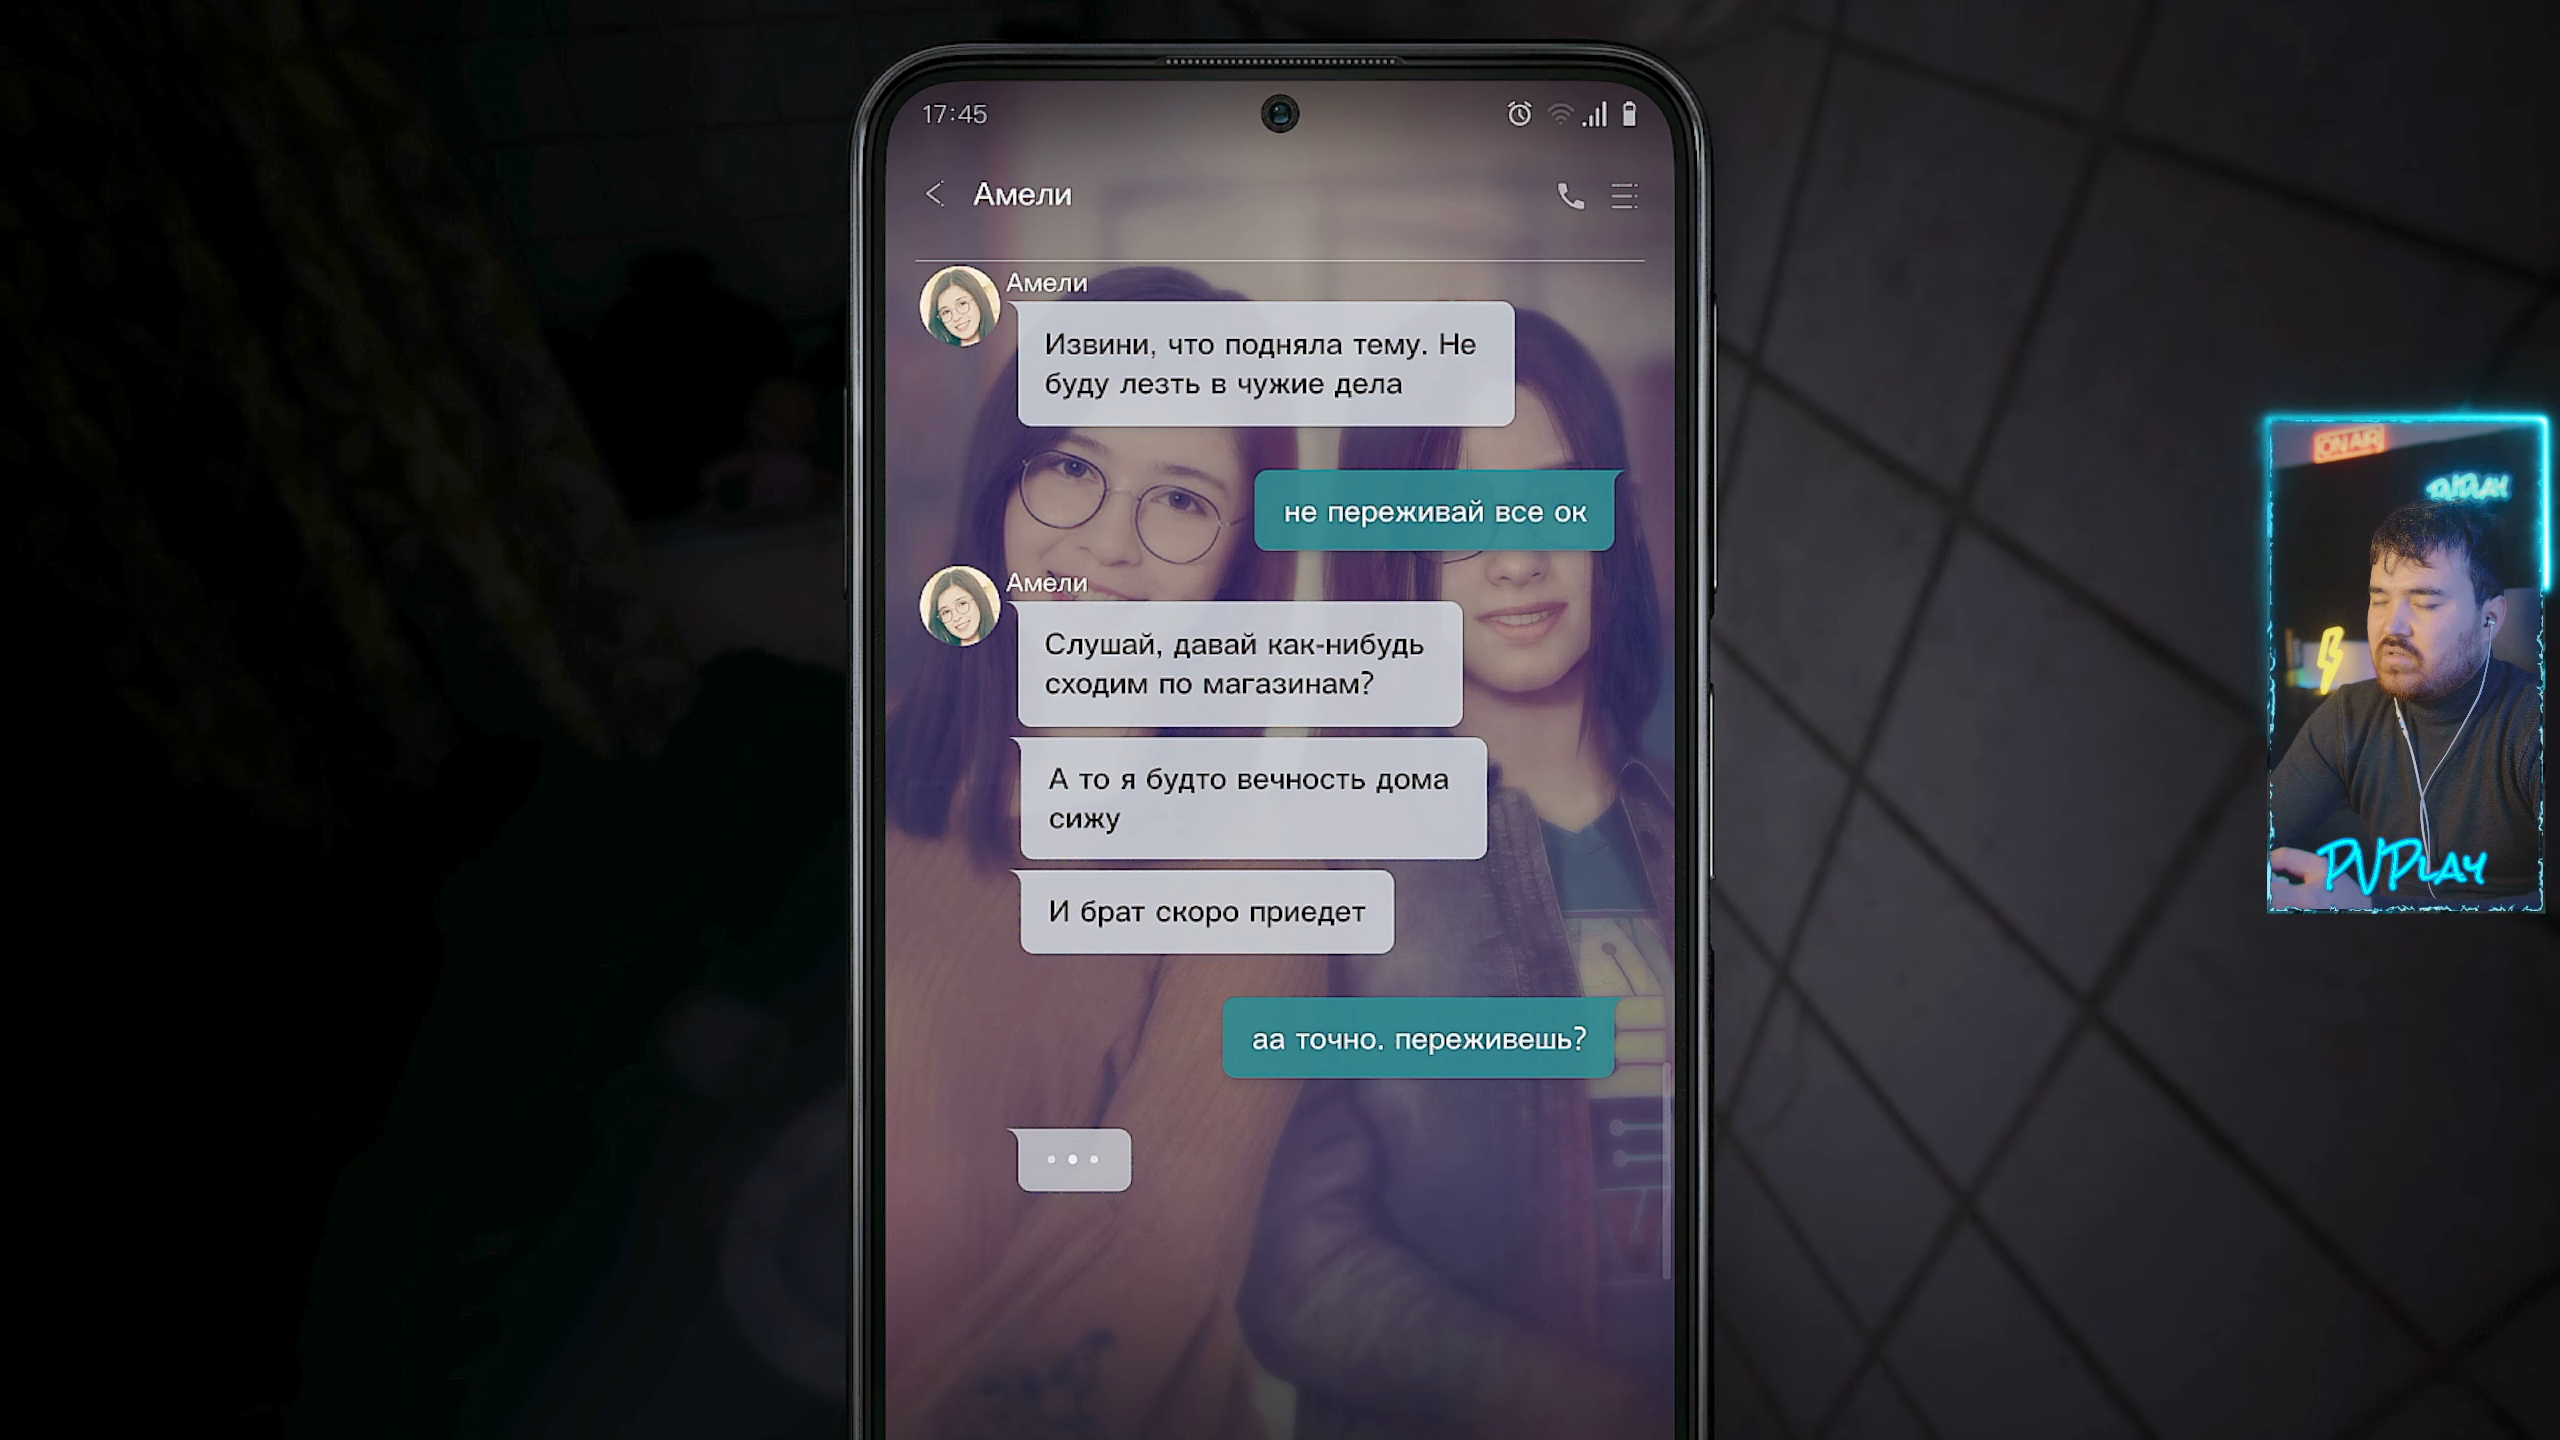 17:45
Амели
Амели
Извини, что подняла тему. Не
буду лезть в чужие дела
не переживай все ок
Амели
Слушай, давай как-нибудь
сходим по магазинам?
А то я будто вечность дома
сижу
И брат скоро приедет
аа точно. переживешь?
ON AIR
PVPLAY
PVPLAY